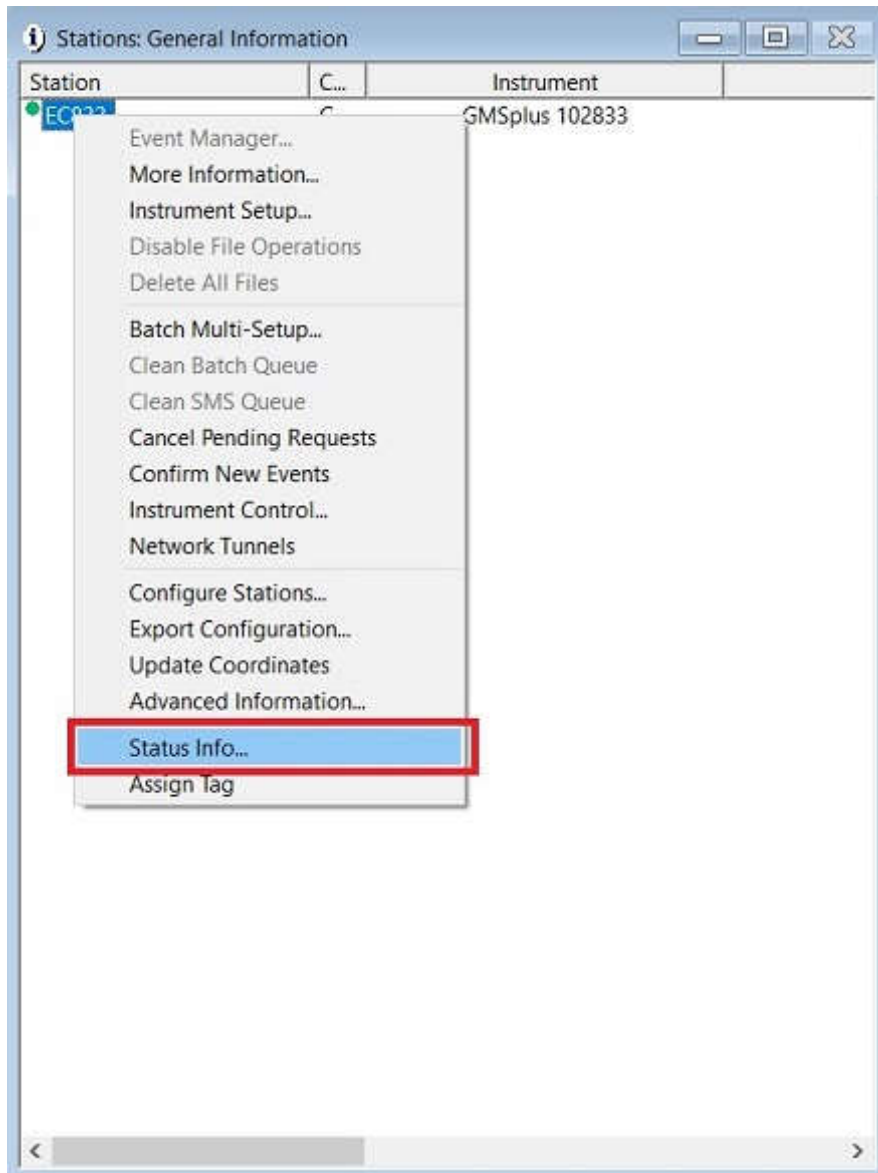 Stations: General Information
Station C... Instrument
GMSplus 102833
Event Manager...
More Information...
Instrument Setup...
Disable File Operations
Delete All Files
Batch Multi-Setup...
Clean Batch Queue
Clean SMS Queue
Cancel Pending Requests
Confirm New Events
Instrument Control...
Network Tunnels
Configure Stations...
Export Configuration...
Update Coordinates
Advanced Information...
Status Info...
Assign Tag